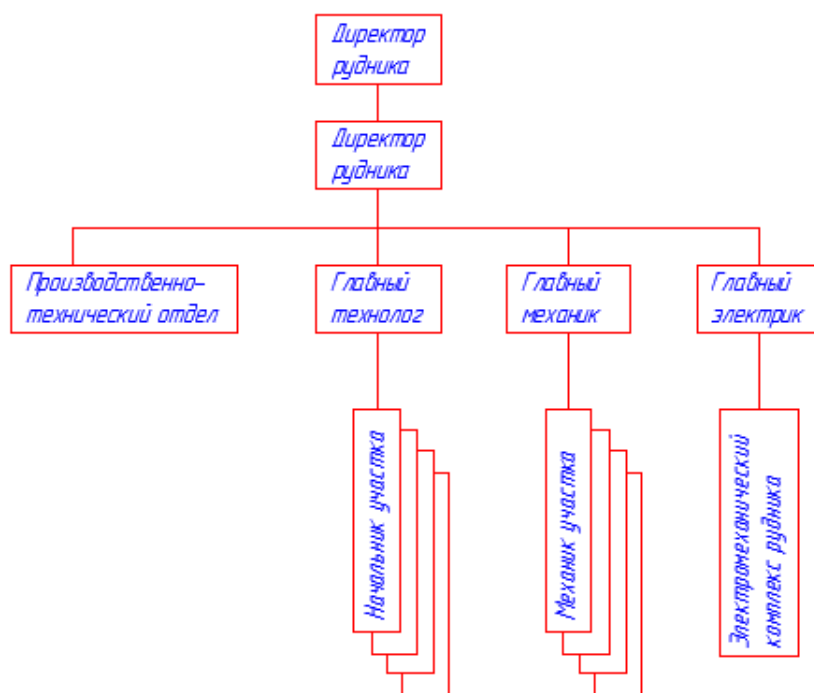 Директор
рудника
Директор
рудника
Производственно-
технический отдел
Главный
технолог
Главный
механик
Главный
электрик
Начальник участка
Механик участка
Электромеханический
комплекс рудника